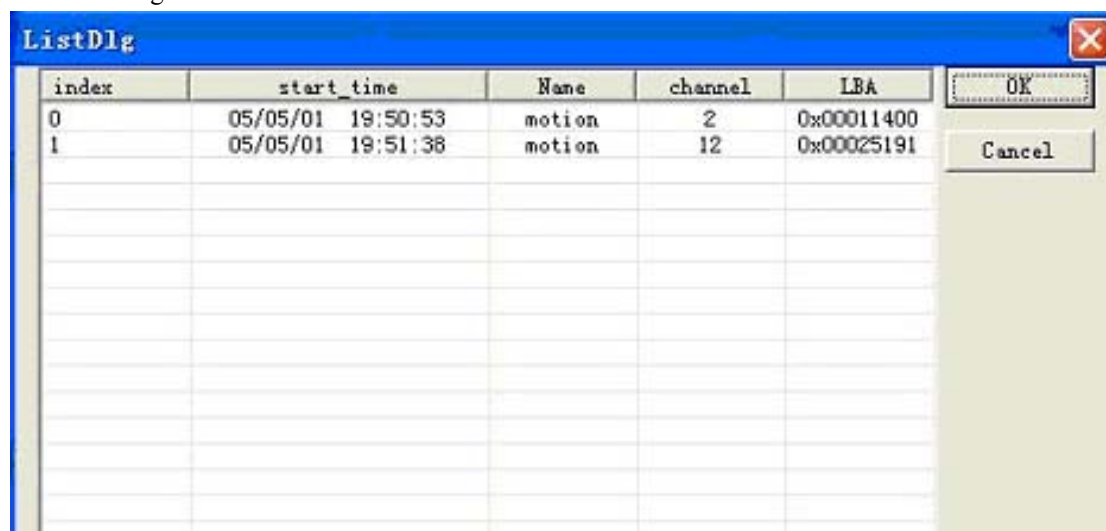 ListDlg
index start_time Name channel LBA OK
0 05/05/01 19:50:53 motion 2 0x00011400
1 05/05/01 19:51:38 motion 12 0x00025191
Cancel